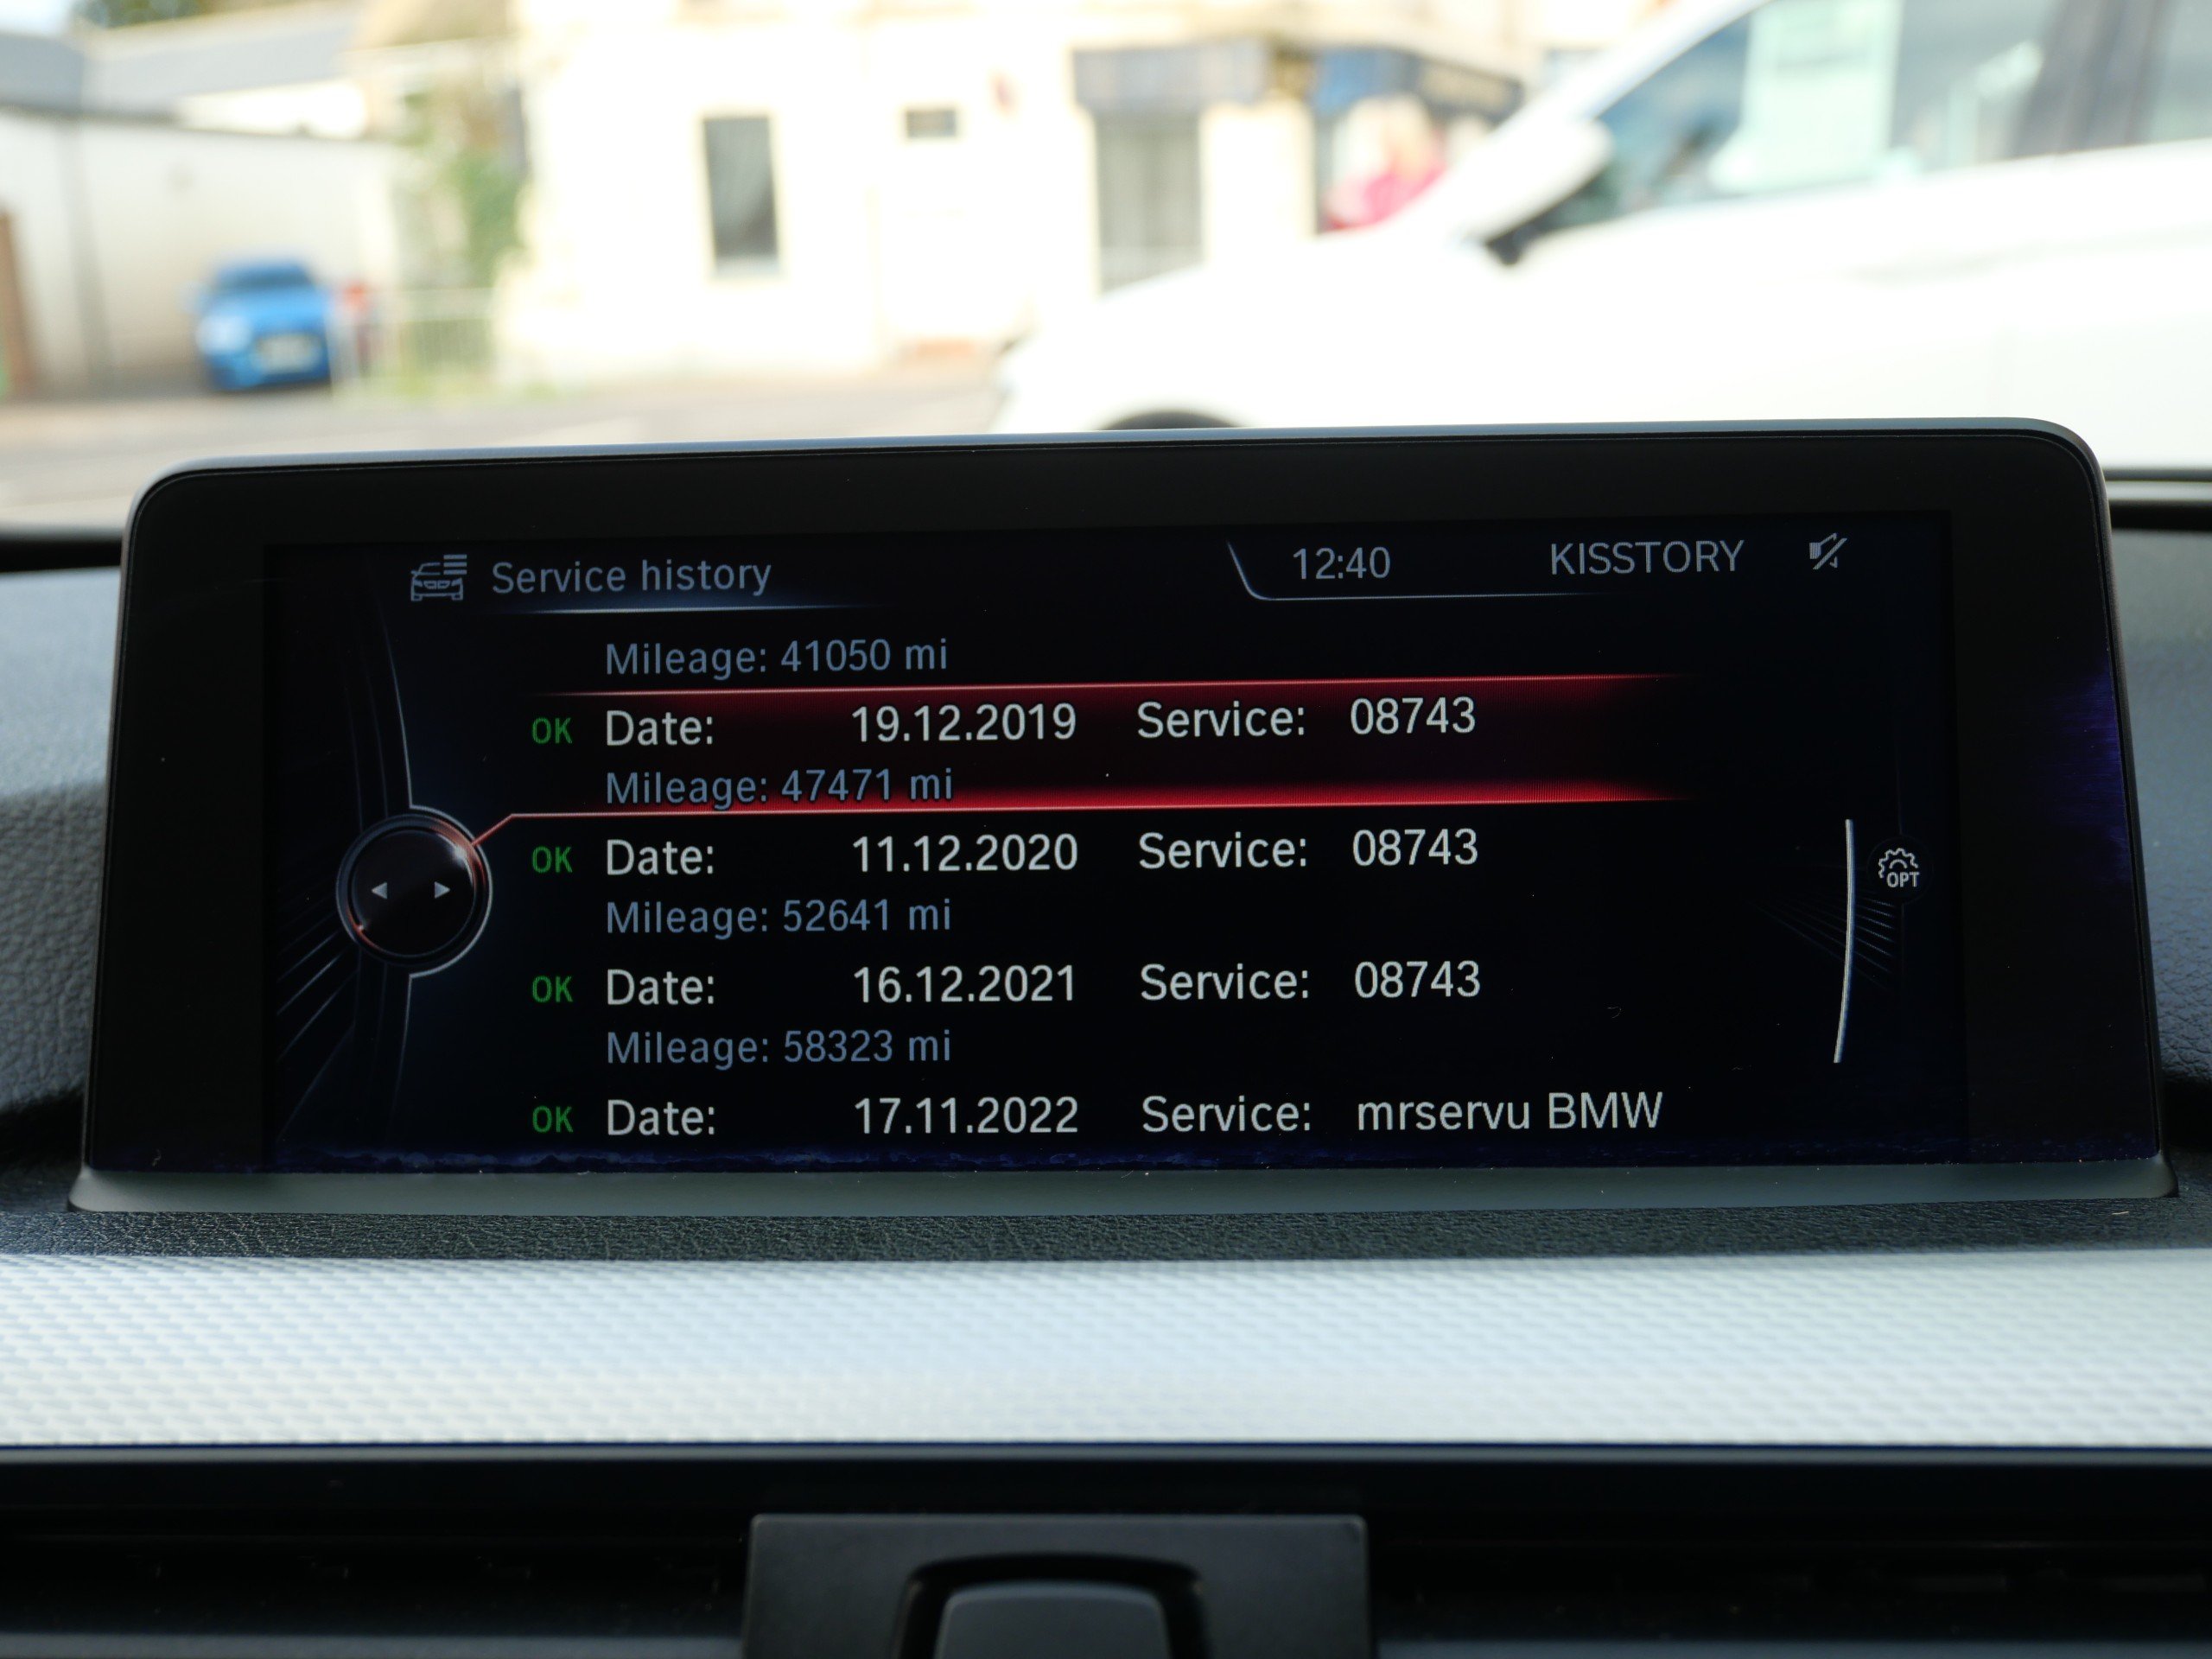 Service history 12:40 KISSTORY
Mileage: 41050 mi
OK Date: 19.12.2019 Service: 08743
Mileage: 47471 mi
OK Date: 11.12.2020 Service: 08743
Mileage: 52641 mi
OPT
OK Date: 16.12.2021 Service: 08743
Mileage: 58323 mi
OK Date: 17.11.2022 Service: mrservu BMW